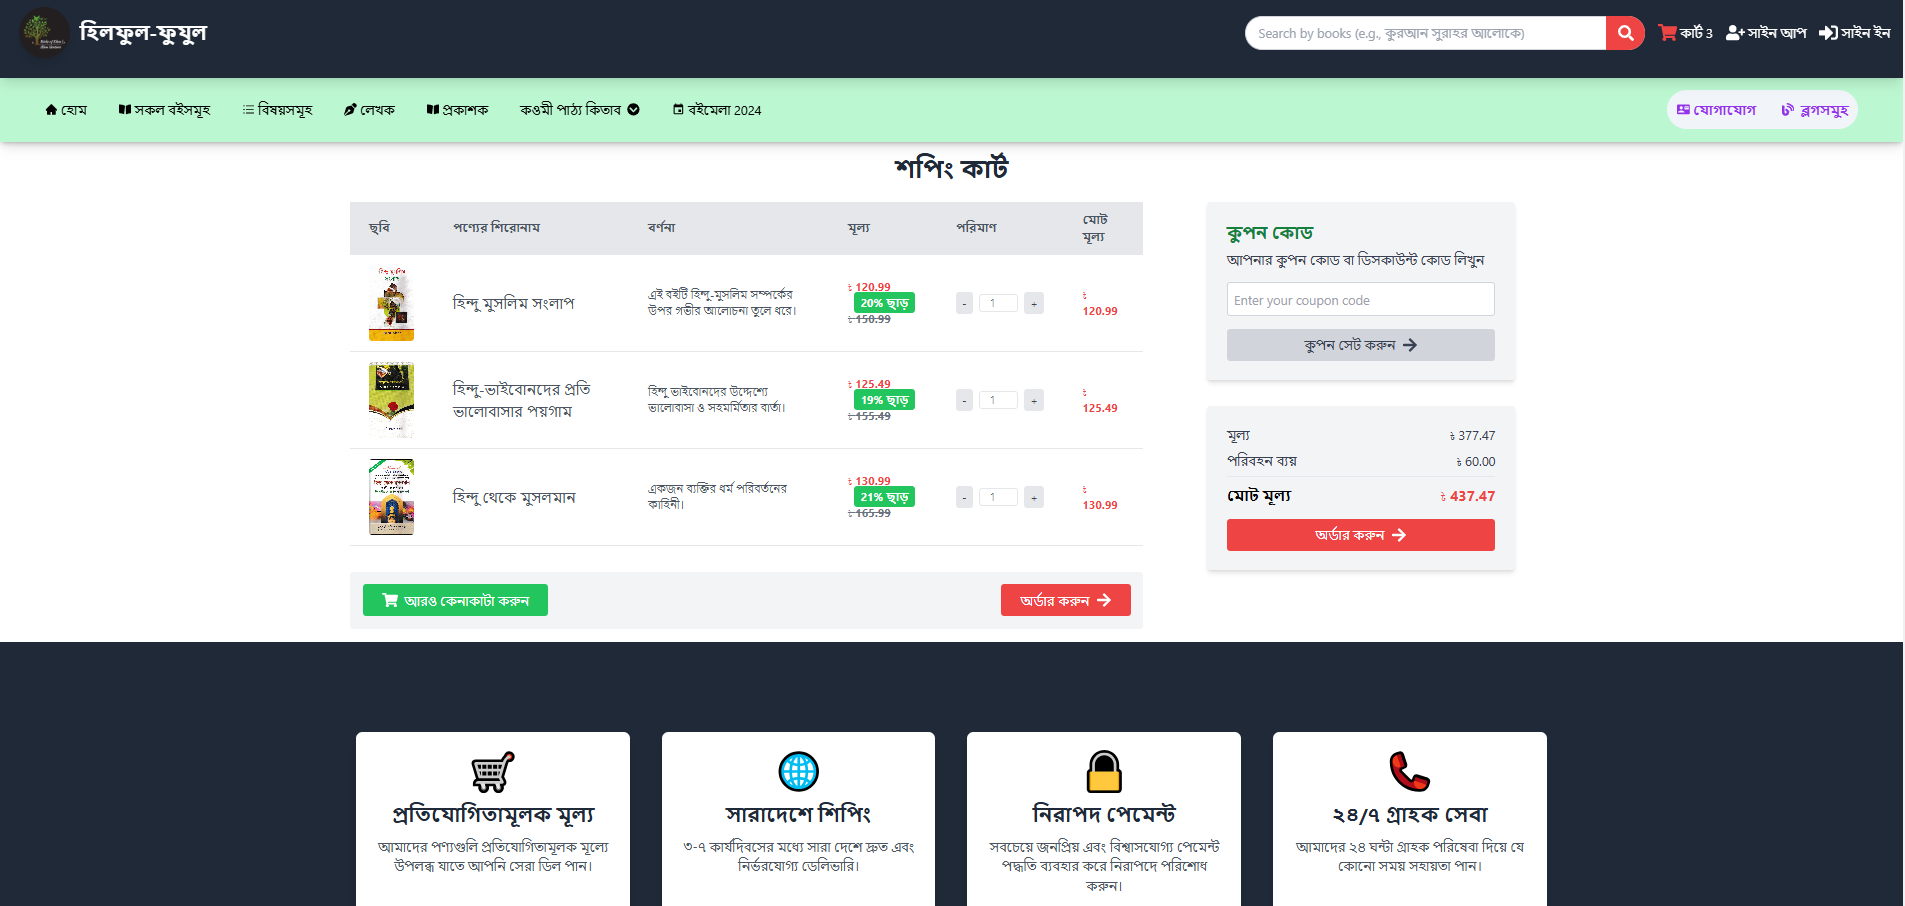 হিলফুল-ফুযুল
Search by books (e.g., কুরআন সুরাহর আলোকে)
কার্ট 3
সাইন আপ
সাইন ইন
হোম
সকল বইসমূহ
বিষয়সমূহ
লেখক
প্রকাশক
কওমী পাঠ্য কিতাব
বইমেলা 2024
যোগাযোগ
ব্লগসমুহ
শপিং কার্ট
ছবি
পণ্যের শিরোনাম
বর্ণনা
মূল্য
পরিমাণ
মোট
মূল্য
হিন্দু মুসলিম সংলাপ
এই বইটি হিন্দু-মুসলিম সম্পর্কের
উপর গভীর আলোচনা তুলে ধরে।
৳ 120.99
20% ছাড়
৳ 150.99
- 1 +
৳
120.99
হিন্দু-ভাইবোনদের প্রতি
ভালোবাসার পয়গাম
হিন্দু ভাইবোনদের উদ্দেশ্যে
ভালোবাসা ও সহমর্মিতার বার্তা।
৳ 125.49
19% ছাড়
৳ 155.49
- 1 +
৳
125.49
হিন্দু থেকে মুসলমান
একজন ব্যক্তির ধর্ম পরিবর্তনের
কাহিনী।
৳ 130.99
21% ছাড়
৳ 165.99
- 1 +
৳
130.99
আরও কেনাকাটা করুন
অর্ডার করুন
কুপন কোড
আপনার কুপন কোড বা ডিসকাউন্ট কোড লিখুন
Enter your coupon code
কুপন সেট করুন
মূল্য ৳ 377.47
পরিবহন ব্যয় ৳ 60.00
মোট মূল্য ৳ 437.47
অর্ডার করুন
প্রতিযোগিতামূলক মূল্য
আমাদের পণ্যগুলি প্রতিযোগিতামূলক মূল্যে
উপলব্ধ যাতে আপনি সেরা ডিল পান।
সারাদেশে শিপিং
৩-৭ কার্যদিবসের মধ্যে সারা দেশে দ্রুত এবং
নির্ভরযোগ্য ডেলিভারি।
নিরাপদ পেমেন্ট
সবচেয়ে জনপ্রিয় এবং বিশ্বাসযোগ্য পেমেন্ট
পদ্ধতি ব্যবহার করে নিরাপদে পরিশোধ
করুন।
২৪/৭ গ্রাহক সেবা
আমাদের ২৪ ঘন্টা গ্রাহক পরিষেবা দিয়ে যে
কোনো সময় সহায়তা পান।